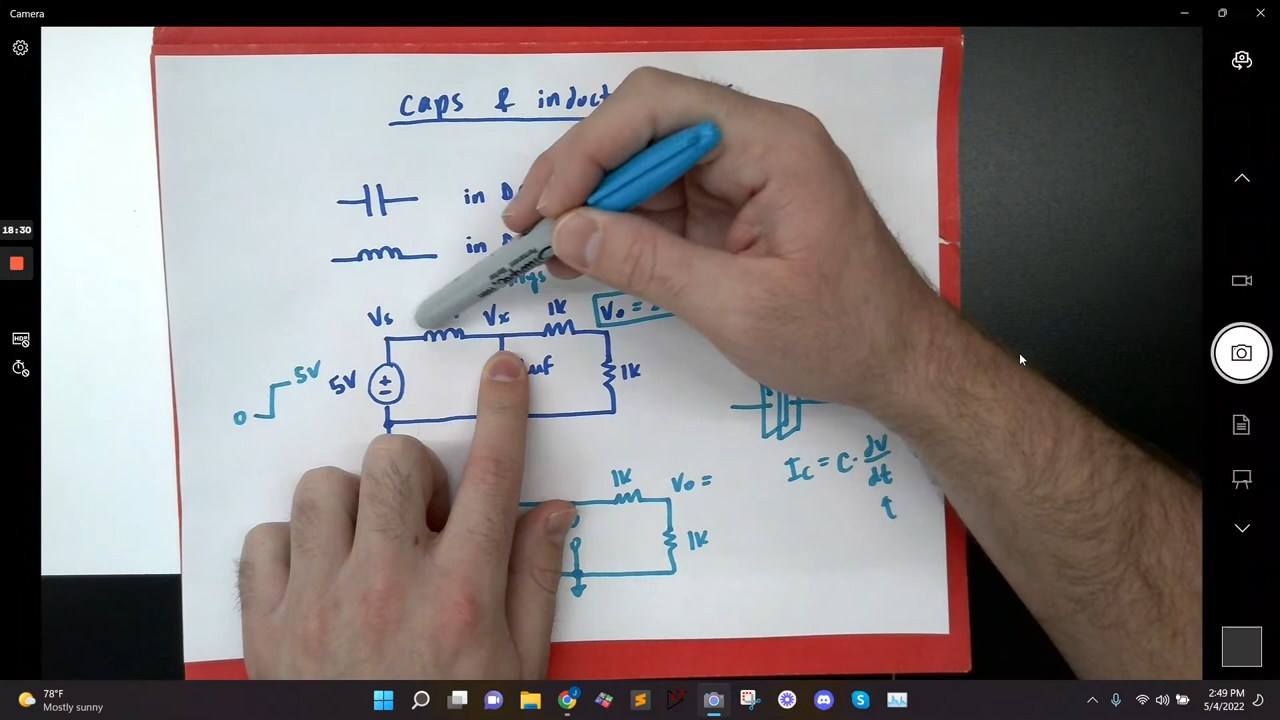 Camera
caps & induct
in D
in D
ngs
Vs
Vx
1k
Vo =
0
5V
5V
uf
1k
1k
Vo =
1k
Ic = C · dv
dt
t
18:30
78°F
Mostly sunny
2:49 PM
5/4/2022